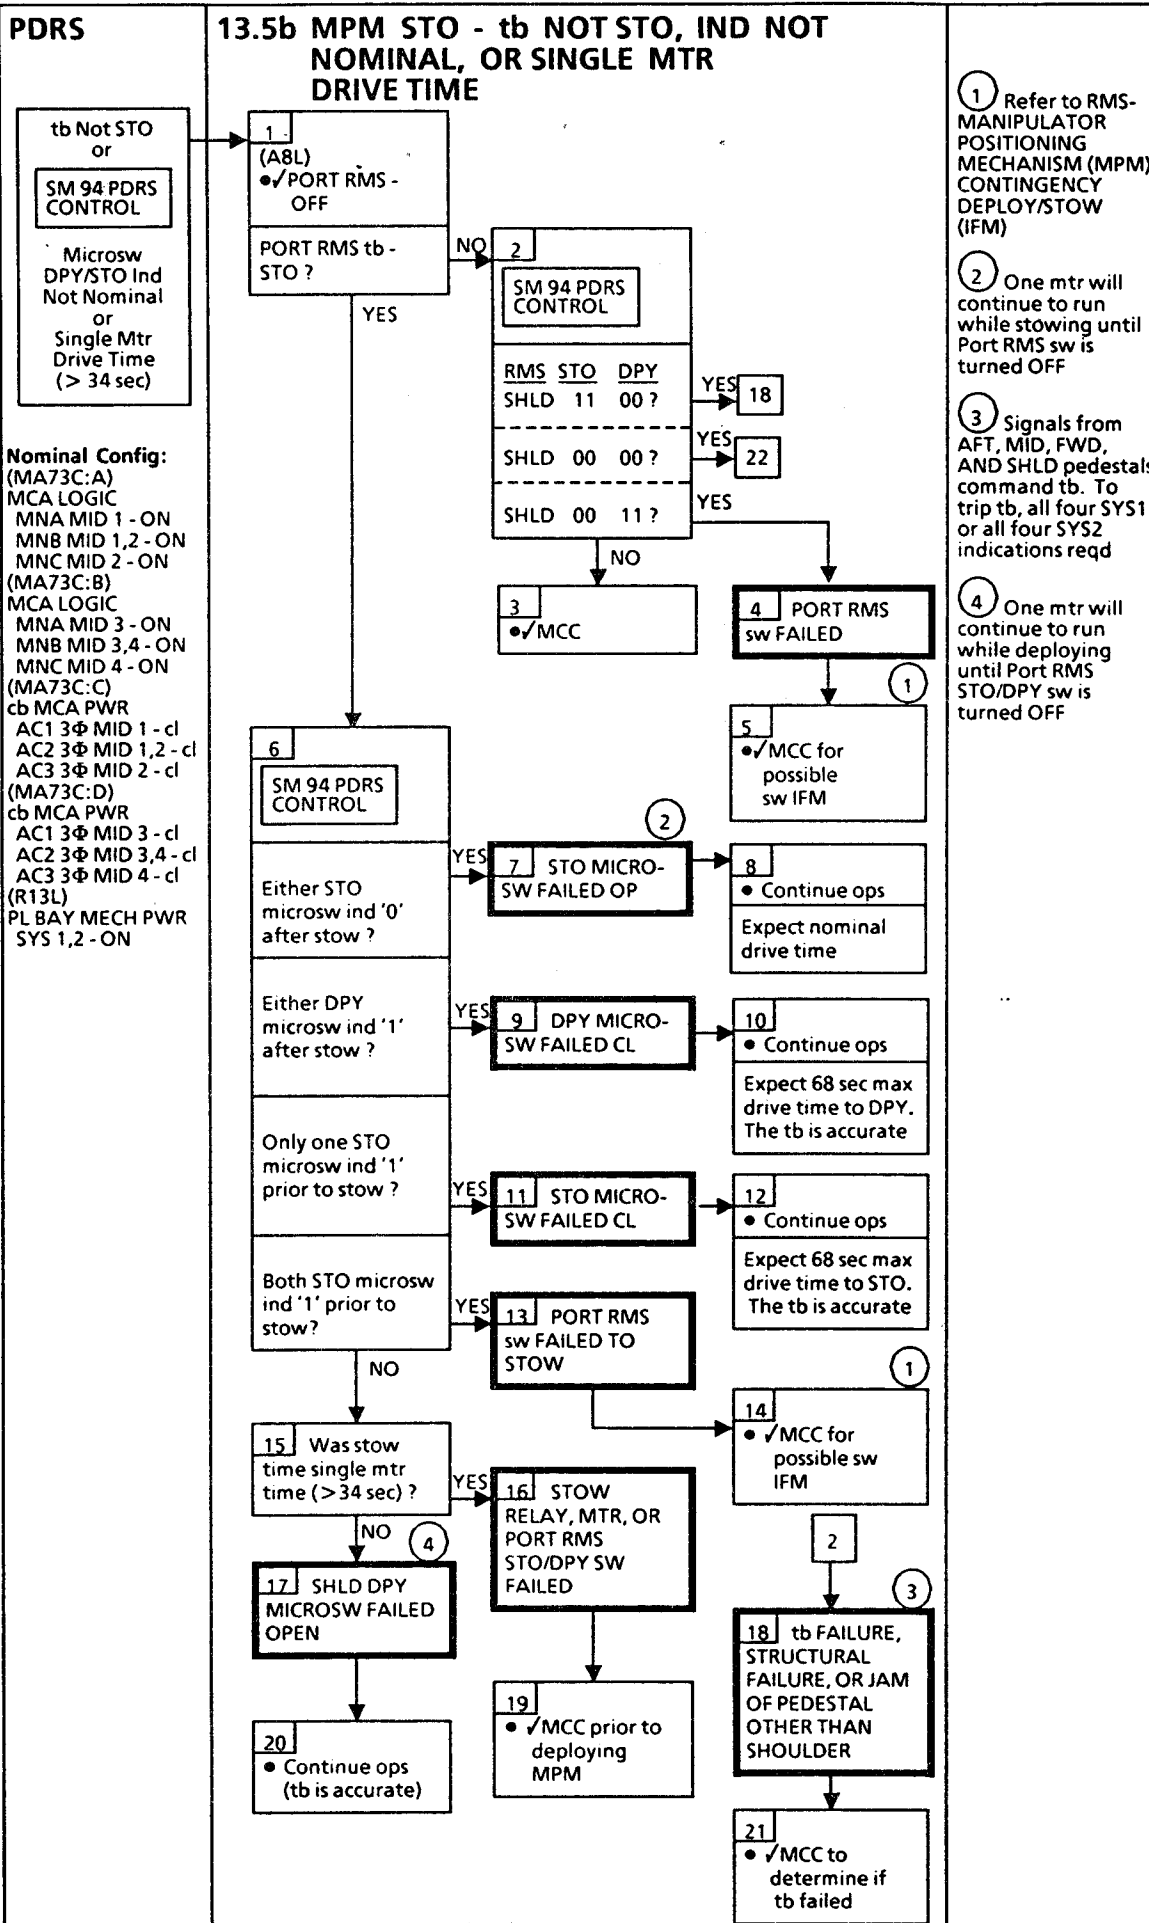 PDRS
13.5b MPM STO - tb NOT STO, IND NOT
NOMINAL, OR SINGLE MTR
DRIVE TIME
tb Not STO
or
SM 94 PDRS
CONTROL
Microsw
DPY/STO Ind
Not Nominal
or
Single Mtr
Drive Time
(> 34 sec)
Nominal Config:
(MA73C:A)
MCA LOGIC
MNA MID 1 - ON
MNB MID 1,2 - ON
MNC MID 2 - ON
(MA73C:B)
MCA LOGIC
MNA MID 3 - ON
MNB MID 3,4 - ON
MNC MID 4 - ON
(MA73C:C)
cb MCA PWR
AC1 3Φ MID 1 - cl
AC2 3Φ MID 1,2 - cl
AC3 3Φ MID 2 - cl
(MA73C:D)
cb MCA PWR
AC1 3Φ MID 3 - cl
AC2 3Φ MID 3,4 - cl
AC3 3Φ MID 4 - cl
(R13L)
PL BAY MECH PWR
SYS 1,2 - ON
1
(A8L)
•✓PORT RMS -
OFF
PORT RMS tb -
STO ?
NO
YES
2
SM 94 PDRS
CONTROL
RMS STO DPY
SHLD 11 00 ?
YES
18
SHLD 00 00 ?
YES
22
SHLD 00 11 ?
YES
NO
3
•✓MCC
4 PORT RMS
sw FAILED
1
5
•✓MCC for
possible
sw IFM
6
SM 94 PDRS
CONTROL
Either STO
microsw ind '0'
after stow ?
YES
2
7 STO MICRO-
SW FAILED OP
8
• Continue ops
Expect nominal
drive time
Either DPY
microsw ind '1'
after stow ?
YES
9 DPY MICRO-
SW FAILED CL
10
• Continue ops
Expect 68 sec max
drive time to DPY.
The tb is accurate
Only one STO
microsw ind '1'
prior to stow ?
YES
11 STO MICRO-
SW FAILED CL
12
• Continue ops
Expect 68 sec max
drive time to STO.
The tb is accurate
Both STO microsw
ind '1' prior to
stow?
YES
13 PORT RMS
sw FAILED TO
STOW
NO
1
14
• ✓MCC for
possible sw
IFM
15 Was stow
time single mtr
time (>34 sec) ?
YES
16 STOW
RELAY, MTR, OR
PORT RMS
STO/DPY SW
FAILED
NO
4
17 SHLD DPY
MICROSW FAILED
OPEN
2
3
18 tb FAILURE,
STRUCTURAL
FAILURE, OR JAM
OF PEDESTAL
OTHER THAN
SHOULDER
19
• ✓MCC prior to
deploying
MPM
20
• Continue ops
(tb is accurate)
21
• ✓MCC to
determine if
tb failed
1 Refer to RMS-
MANIPULATOR
POSITIONING
MECHANISM (MPM)
CONTINGENCY
DEPLOY/STOW
(IFM)
2 One mtr will
continue to run
while stowing until
Port RMS sw is
turned OFF
3 Signals from
AFT, MID, FWD,
AND SHLD pedestals
command tb. To
trip tb, all four SYS1
or all four SYS2
indications reqd
4 One mtr will
continue to run
while deploying
until Port RMS
STO/DPY sw is
turned OFF